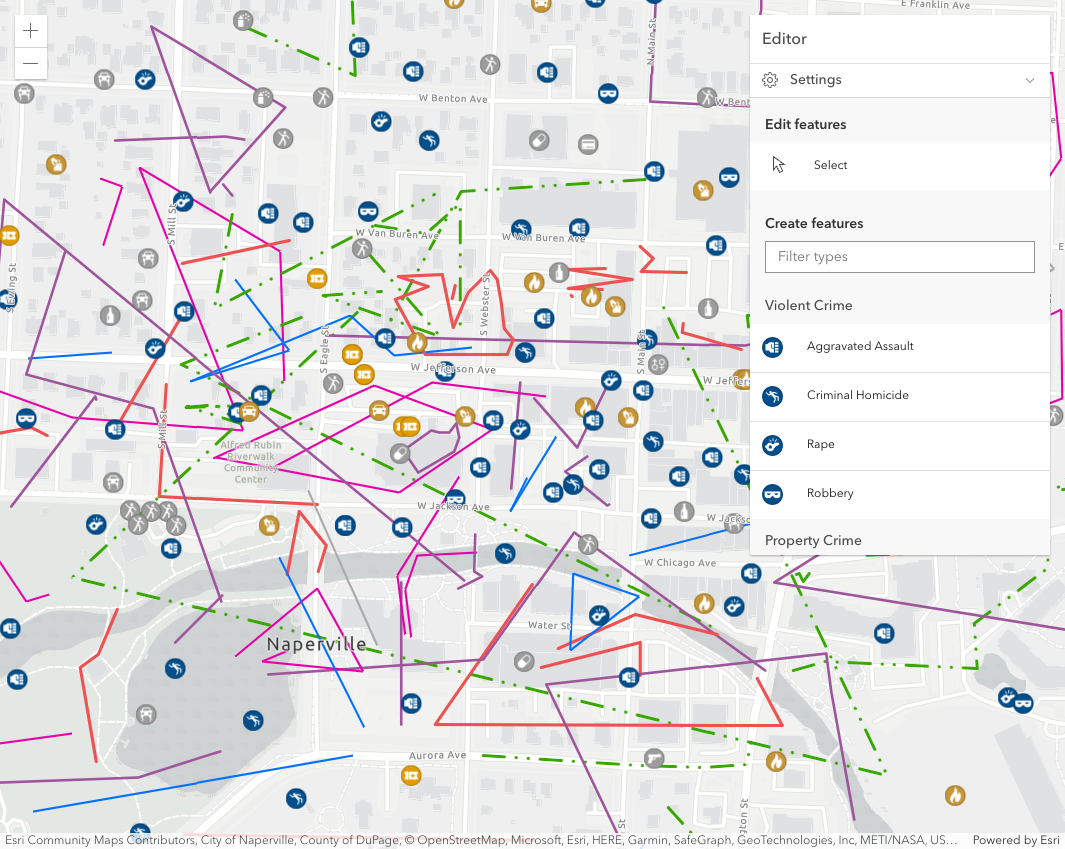 E Franklin Ave
N Main St
W Benton Ave
W Bent
Editor
Settings
Edit features
Select
Create features
Filter types
Violent Crime
Aggravated Assault
Criminal Homicide
Rape
Robbery
Property Crime
S Mill St
W Van Buren Ave
W Van Buren Ave
S Ewing St
S Webster St
S Eagle St
S Main St
W Jefferson Ave
W Jeffers
S Mill St
Alfred Rubin
Riverwalk
Community
Center
W Jackson Ave
W Jackso
W Chicago Ave
Water St
Naperville
Aurora Ave
ngton St
St
Esri Community Maps Contributors, City of Naperville, County of DuPage, © OpenStreetMap, Microsoft, Esri, HERE, Garmin, SafeGraph, GeoTechnologies, Inc, METI/NASA, US...
Powered by Esri